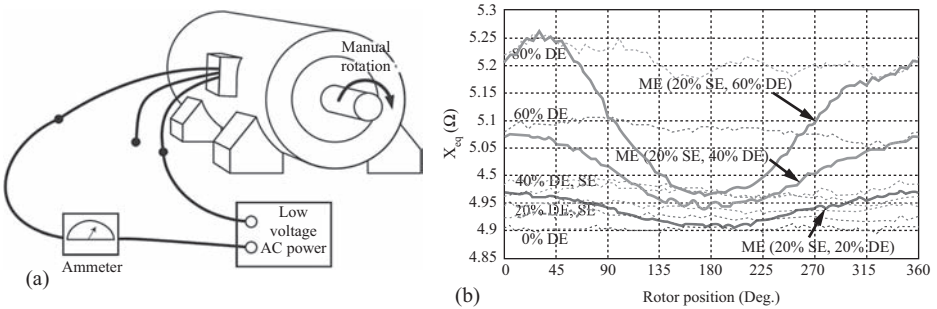 (a)
Manual
rotation
Low
voltage
AC power
Ammeter
(b)
X_eq (Ω)
5.3
5.25
5.2
5.15
5.1
5.05
5
4.95
4.9
4.85
80% DE
ME (20% SE, 60% DE)
60% DE
ME (20% SE, 40% DE)
40% DE, SE
20% DE, SE
0% DE
ME (20% SE, 20% DE)
0 45 90 135 180 225 270 315 360
Rotor position (Deg.)